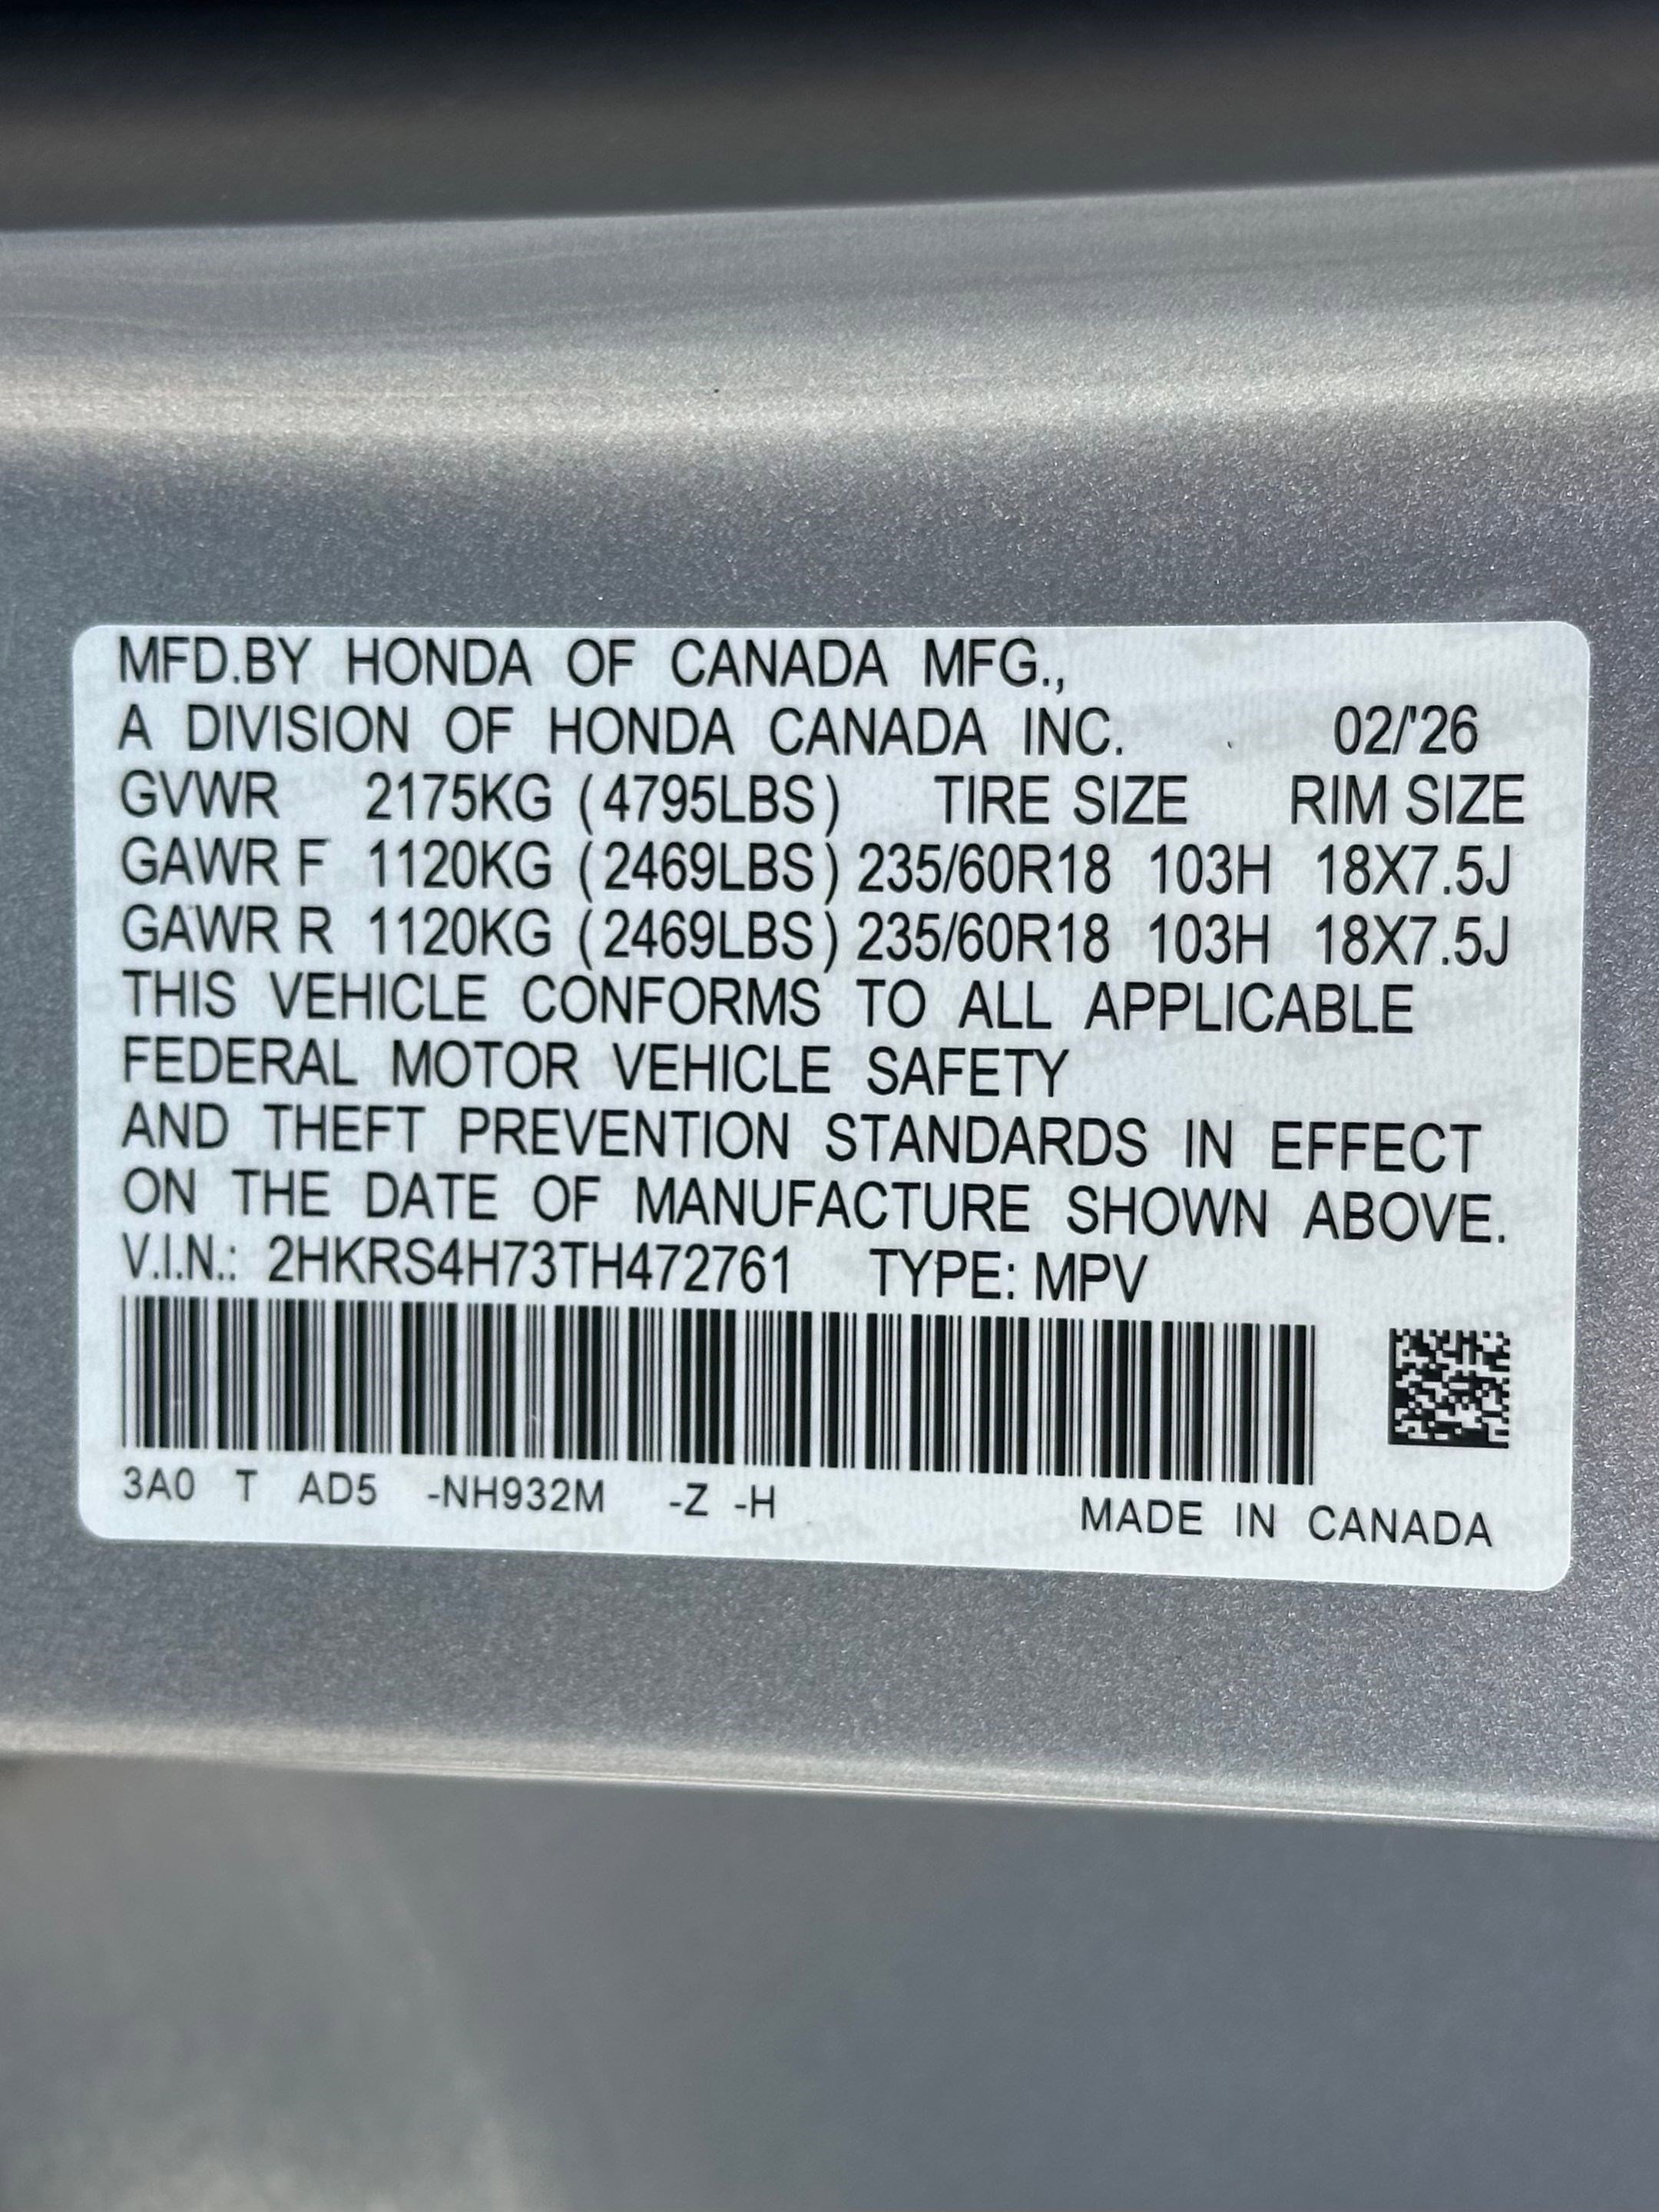 MFD.BY HONDA OF CANADA MFG.,
A DIVISION OF HONDA CANADA INC. 02/'26
GVWR 2175KG (4795LBS) TIRE SIZE RIM SIZE
GAWR F 1120KG (2469LBS) 235/60R18 103H 18X7.5J
GAWR R 1120KG (2469LBS) 235/60R18 103H 18X7.5J
THIS VEHICLE CONFORMS TO ALL APPLICABLE
FEDERAL MOTOR VEHICLE SAFETY
AND THEFT PREVENTION STANDARDS IN EFFECT
ON THE DATE OF MANUFACTURE SHOWN ABOVE.
V.I.N.: 2HKRS4H73TH472761 TYPE: MPV
3A0 T AD5 -NH932M -Z -H MADE IN CANADA